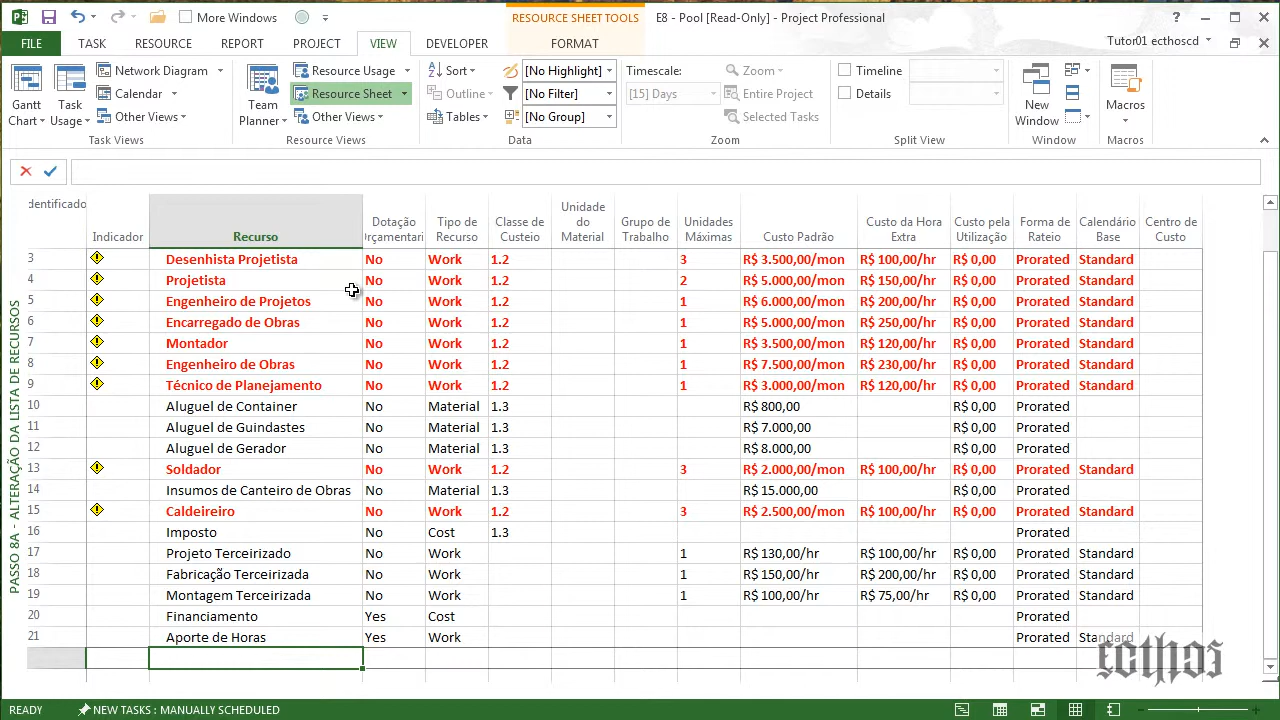 More Windows
RESOURCE SHEET TOOLS
E8 - Pool [Read-Only] - Project Professional
FILE TASK RESOURCE REPORT PROJECT VIEW DEVELOPER FORMAT
Tutor01 ecthoscd
Gantt Chart
Task Usage
Network Diagram
Calendar
Other Views
Task Views
Team Planner
Resource Usage
Resource Sheet
Other Views
Resource Views
Sort
Outline
Tables
[No Highlight]
[No Filter]
[No Group]
Data
Timescale:
[15] Days
Zoom
Entire Project
Selected Tasks
Zoom
Timeline
Details
Split View
New Window
Window
Macros
Macros
dentificado Indicador Recurso Dotação Orçamentari Tipo de Recurso Classe de Custeio Unidade do Material Grupo de Trabalho Unidades Máximas Custo Padrão Custo da Hora Extra Custo pela Utilização Forma de Rateio Calendário Base Centro de Custo
3 Desenhista Projetista No Work 1.2 3 R$ 3.500,00/mon R$ 100,00/hr R$ 0,00 Prorated Standard
4 Projetista No Work 1.2 2 R$ 5.000,00/mon R$ 150,00/hr R$ 0,00 Prorated Standard
5 Engenheiro de Projetos No Work 1.2 1 R$ 6.000,00/mon R$ 200,00/hr R$ 0,00 Prorated Standard
6 Encarregado de Obras No Work 1.2 1 R$ 5.000,00/mon R$ 250,00/hr R$ 0,00 Prorated Standard
7 Montador No Work 1.2 1 R$ 3.500,00/mon R$ 120,00/hr R$ 0,00 Prorated Standard
8 Engenheiro de Obras No Work 1.2 1 R$ 7.500,00/mon R$ 230,00/hr R$ 0,00 Prorated Standard
9 Técnico de Planejamento No Work 1.2 1 R$ 3.000,00/mon R$ 120,00/hr R$ 0,00 Prorated Standard
10 Aluguel de Container No Material 1.3 R$ 800,00 R$ 0,00 Prorated
11 Aluguel de Guindastes No Material 1.3 R$ 7.000,00 R$ 0,00 Prorated
12 Aluguel de Gerador No Material 1.3 R$ 8.000,00 R$ 0,00 Prorated
13 Soldador No Work 1.2 3 R$ 2.000,00/mon R$ 100,00/hr R$ 0,00 Prorated Standard
14 Insumos de Canteiro de Obras No Material 1.3 R$ 15.000,00 R$ 0,00 Prorated
15 Caldeireiro No Work 1.2 3 R$ 2.500,00/mon R$ 100,00/hr R$ 0,00 Prorated Standard
16 Imposto No Cost 1.3 Prorated
17 Projeto Terceirizado No Work 1 R$ 130,00/hr R$ 100,00/hr R$ 0,00 Prorated Standard
18 Fabricação Terceirizada No Work 1 R$ 150,00/hr R$ 200,00/hr R$ 0,00 Prorated Standard
19 Montagem Terceirizada No Work 1 R$ 100,00/hr R$ 75,00/hr R$ 0,00 Prorated Standard
20 Financiamento Yes Cost Prorated
21 Aporte de Horas Yes Work Prorated Standard
PASSO 8A - ALTERAÇÃO DA LISTA DE RECURSOS
ecthos
READY NEW TASKS : MANUALLY SCHEDULED